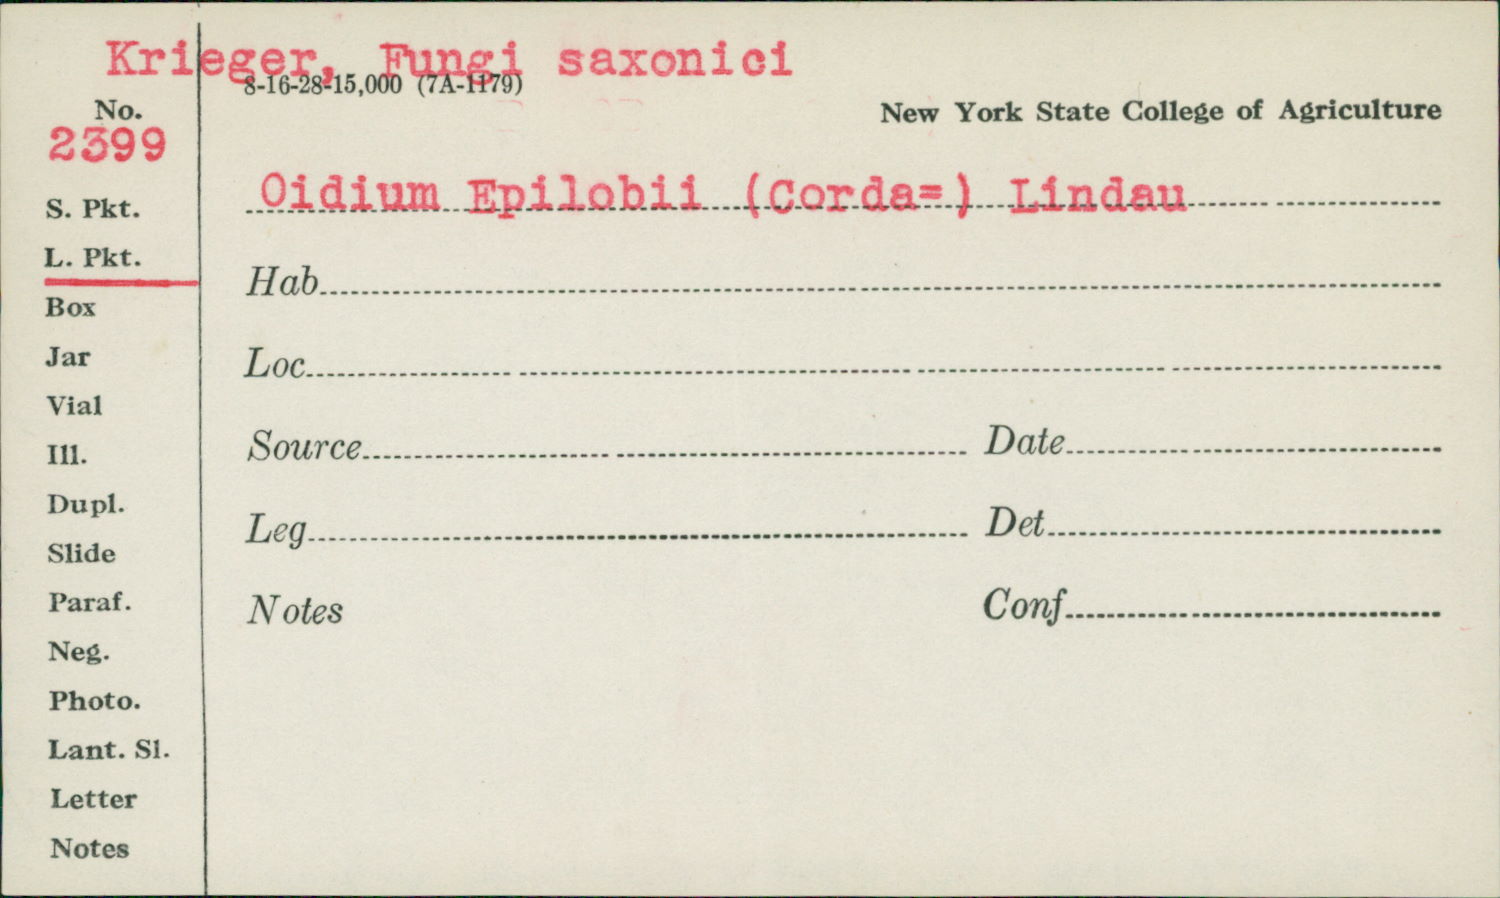 Krieger, Fungi saxonici
8-16-28-15,000 (7A-1179)
No.
New York State College of Agriculture
2399
Oidium Epilobii (Corda=) Lindau
S. Pkt.
L. Pkt.
Hab
Box
Loc
Jar
Vial
Source Date
Ill.
Dupl.
Leg Det
Slide
Paraf.
Notes Conf
Neg.
Photo.
Lant. Sl.
Letter
Notes